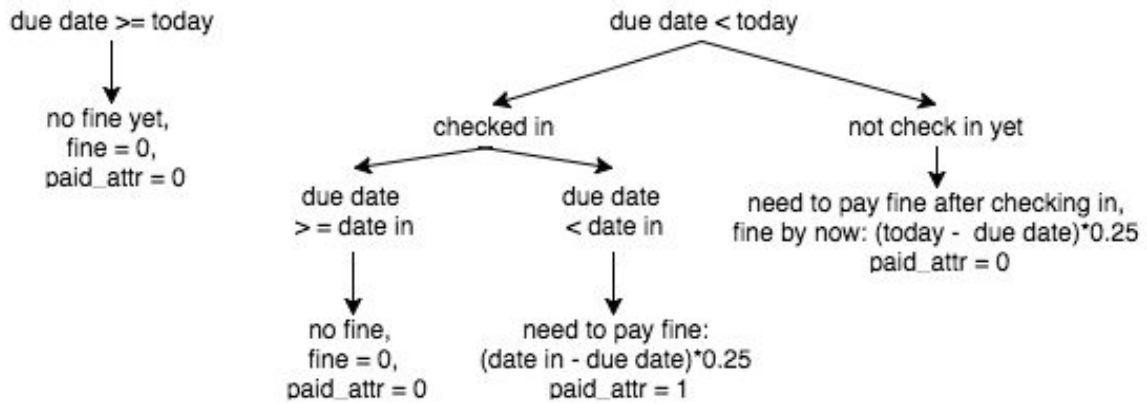 due date >= today
no fine yet,
fine = 0,
paid_attr = 0
due date < today
checked in
due date
> = date in
no fine,
fine = 0,
paid_attr = 0
due date
< date in
need to pay fine:
(date in - due date)*0.25
paid_attr = 1
not check in yet
need to pay fine after checking in,
fine by now: (today - due date)*0.25
paid_attr = 0